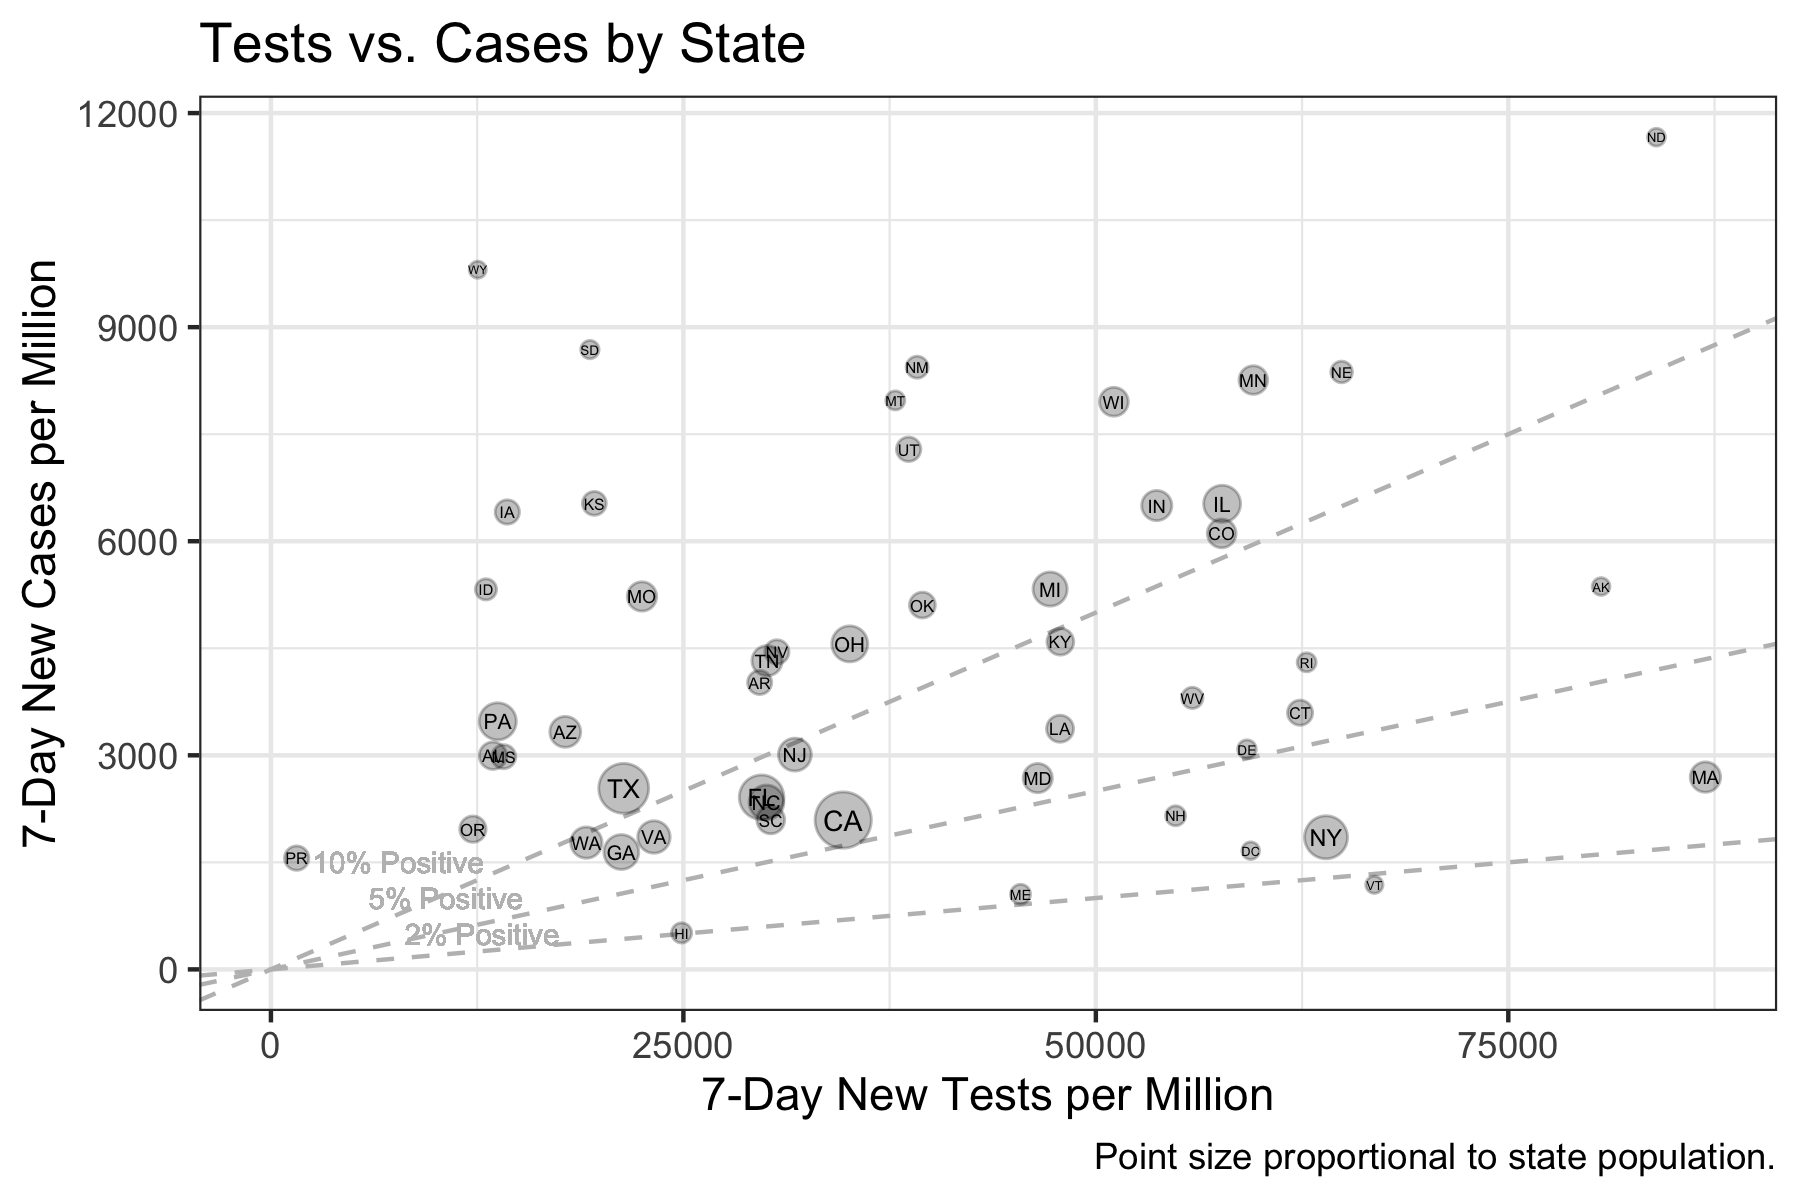 Tests vs. Cases by State
12000
9000
6000
3000
0
7-Day New Cases per Million
ND
WY
SD
NM
NE
MN
MT
WI
UT
KS
IL
IN
IA
CO
AK
ID
MI
MO
OK
KY
OH
NV
TN
RI
AR
WV
PA
CT
AZ
LA
DE
NJ
AL
MS
MD
MA
TX
FL
NC
SC
CA
NH
OR
VA
NY
WA
GA
DC
PR
10% Positive
VT
ME
5% Positive
2% Positive
HI
0
25000
50000
75000
7-Day New Tests per Million
Point size proportional to state population.